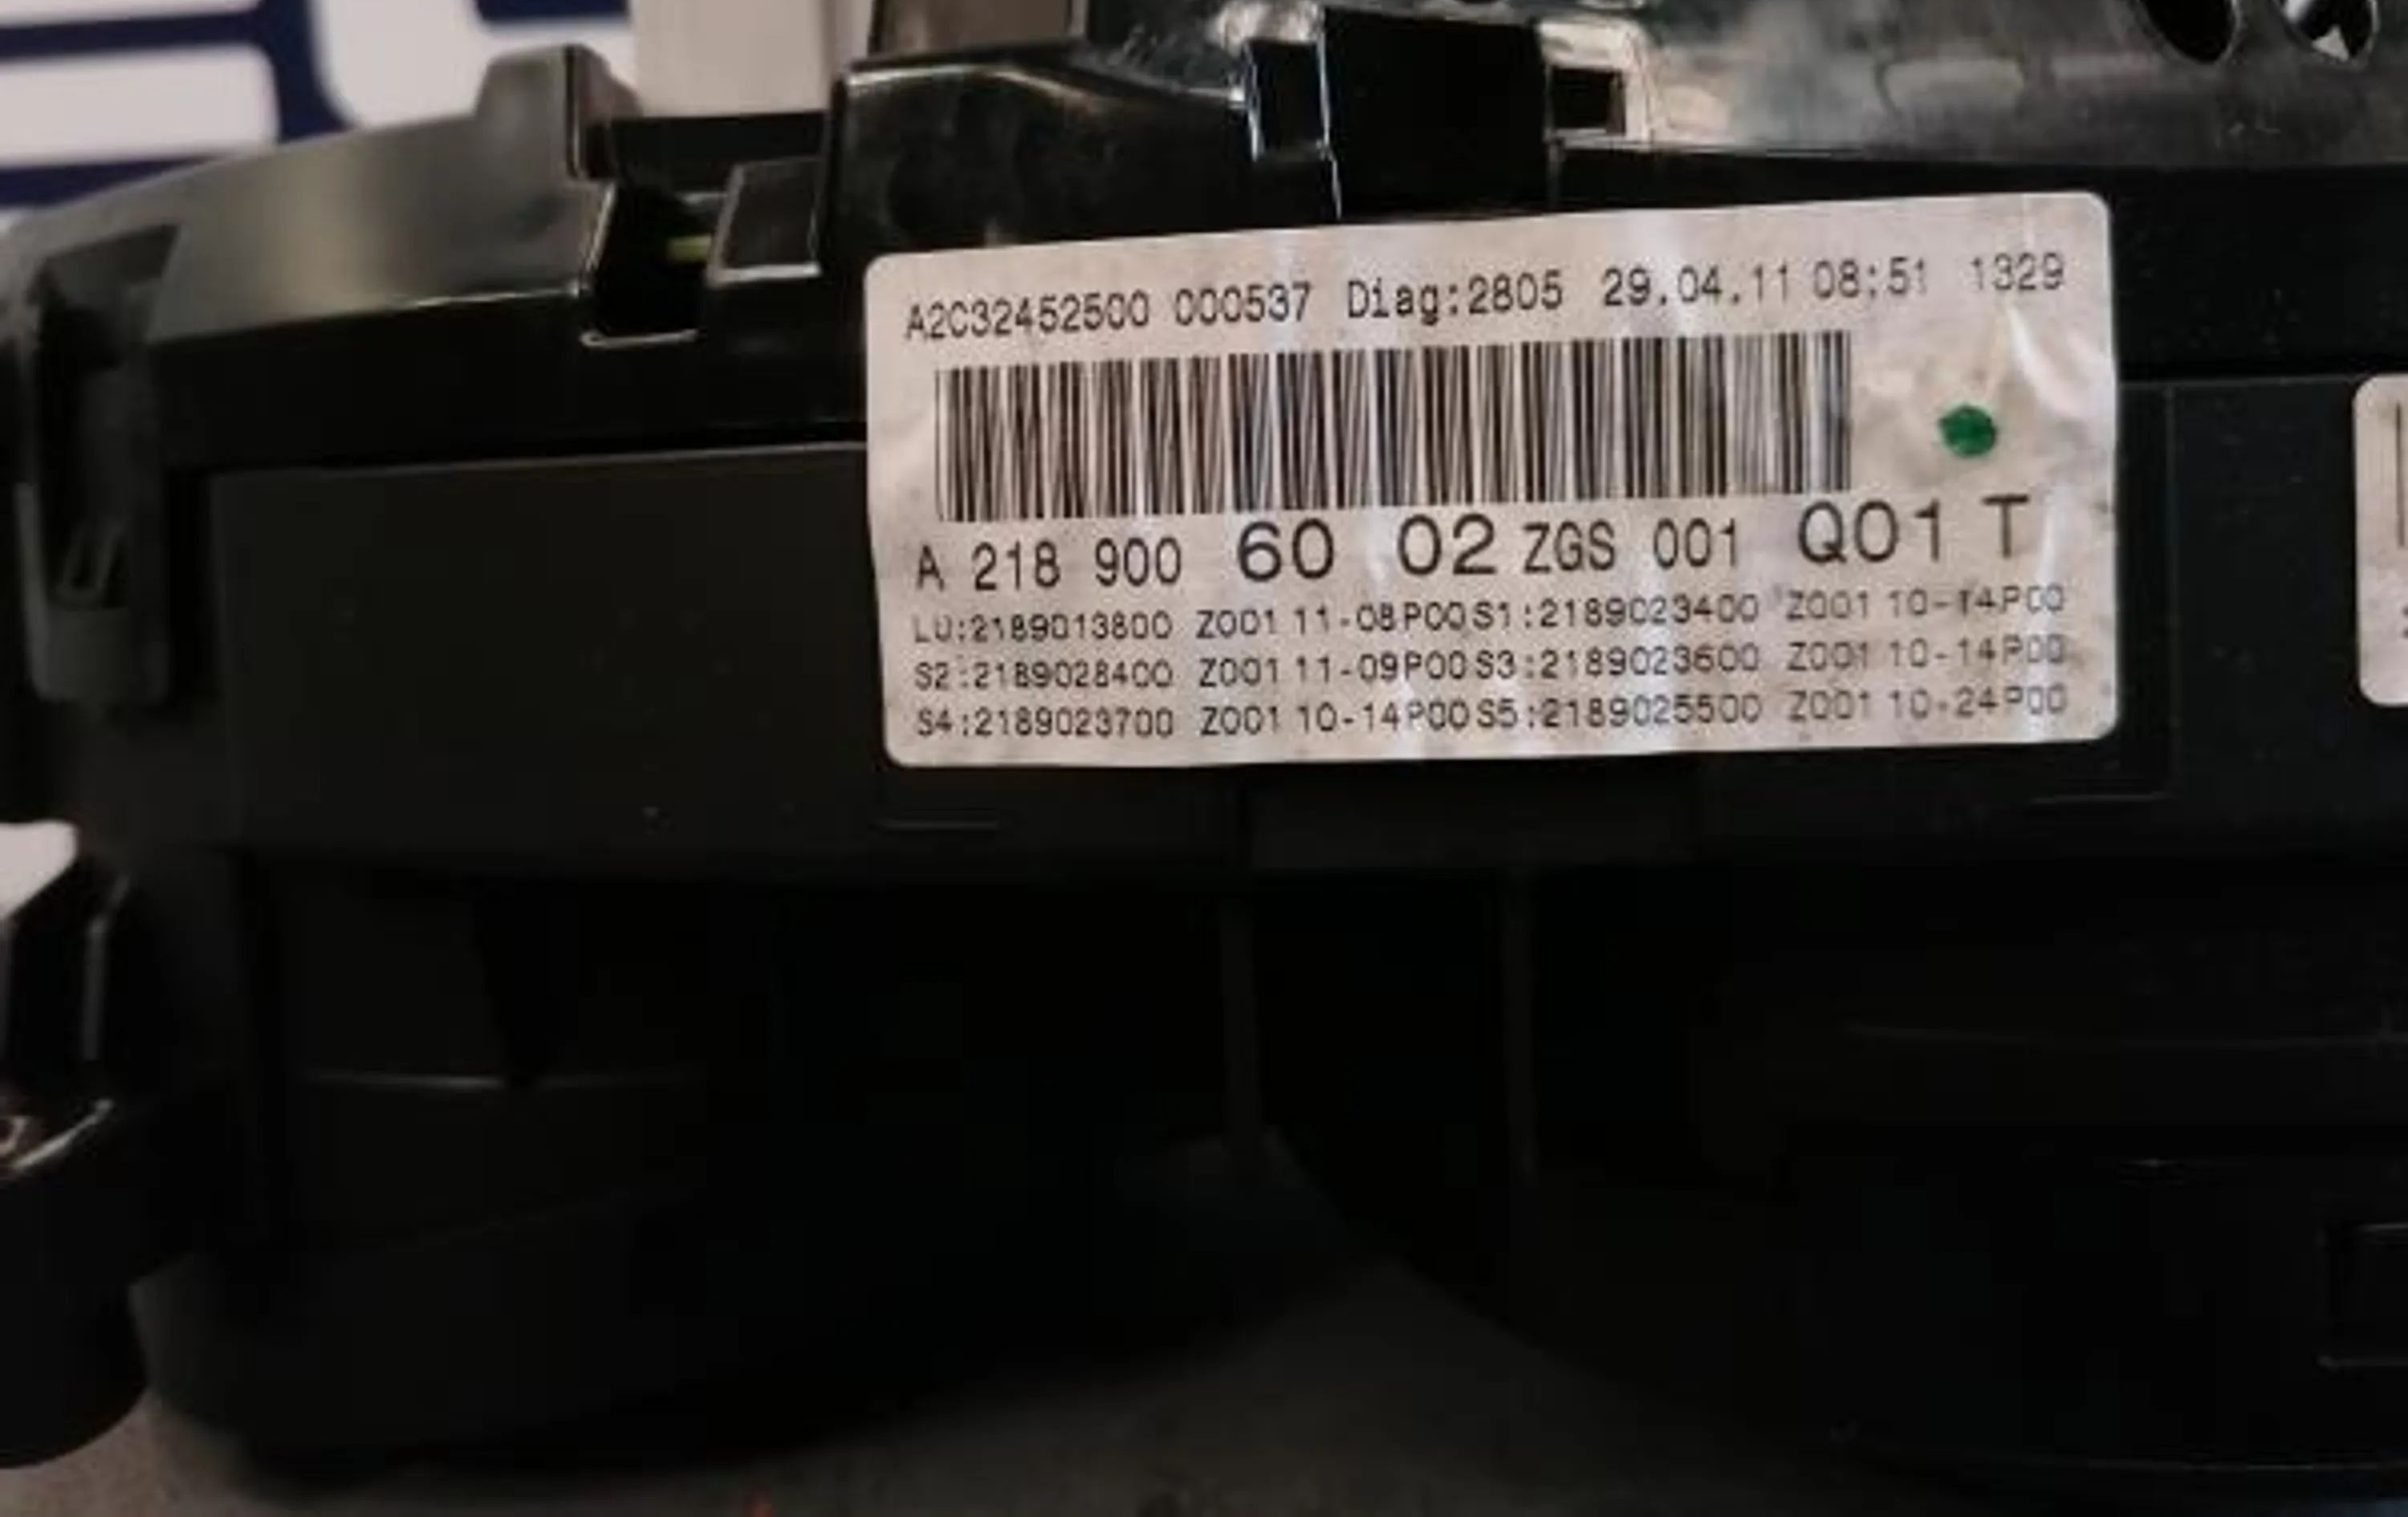 A2C32452500 000537 Diag:2805 29.04.11 08:51 1329
A 218 900 60 02 ZGS 001 Q01 T
LU:2189013800 Z001 11-08P00 S1:2189023400 Z001 10-14P00
S2:2189028400 Z001 11-09P00 S3:2189023600 Z001 10-14P00
S4:2189023700 Z001 10-14P00 S5:2189025500 Z001 10-24P00